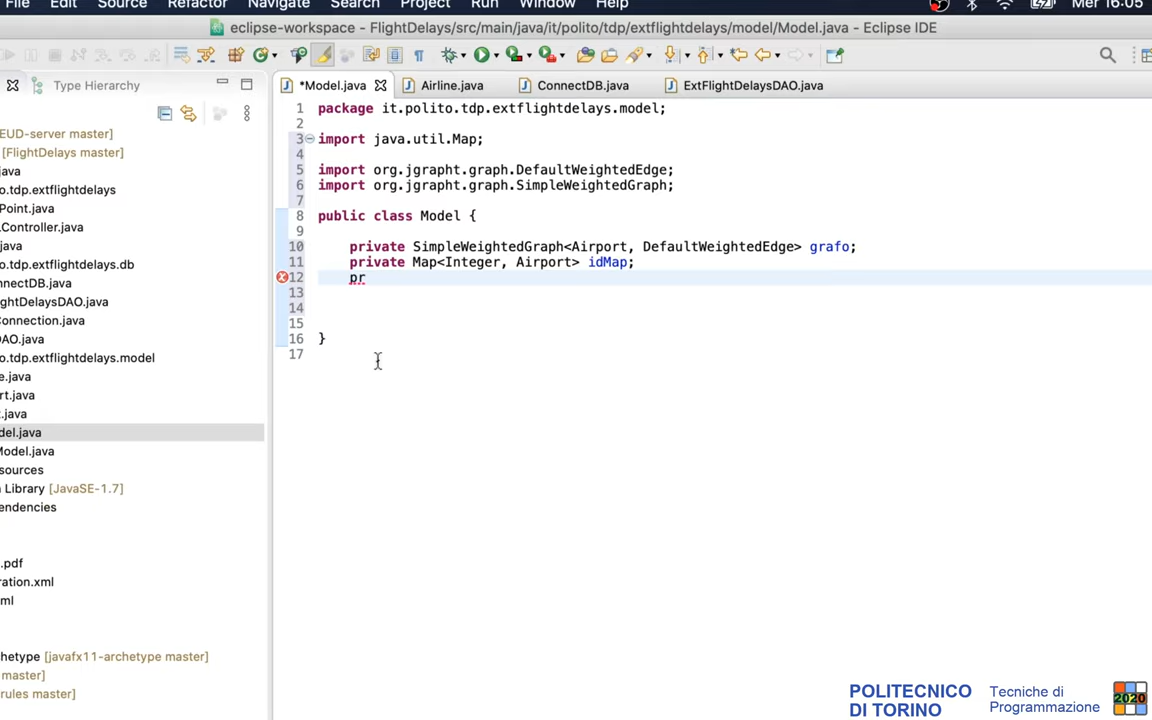 File Edit Source Refactor Navigate Search Project Run Window Help Mer 16:05
eclipse-workspace - FlightDelays/src/main/java/it/polito/tdp/extflightdelays/model/Model.java - Eclipse IDE
Type Hierarchy
*Model.java Airline.java ConnectDB.java ExtFlightDelaysDAO.java
EUD-server master]
[FlightDelays master]
java
o.tdp.extflightdelays
Point.java
Controller.java
java
o.tdp.extflightdelays.db
nnectDB.java
ghtDelaysDAO.java
Connection.java
AO.java
o.tdp.extflightdelays.model
e.java
rt.java
t.java
del.java
Model.java
sources
n Library [JavaSE-1.7]
endencies
.pdf
ration.xml
ml
hetype [javafx11-archetype master]
master]
rules master]
1 package it.polito.tdp.extflightdelays.model;
2
3 import java.util.Map;
4
5 import org.jgrapht.graph.DefaultWeightedEdge;
6 import org.jgrapht.graph.SimpleWeightedGraph;
7
8 public class Model {
9
10 private SimpleWeightedGraph<Airport, DefaultWeightedEdge> grafo;
11 private Map<Integer, Airport> idMap;
12 pr
13
14
15
16 }
17
POLITECNICO
DI TORINO
Tecniche di
Programmazione
2020